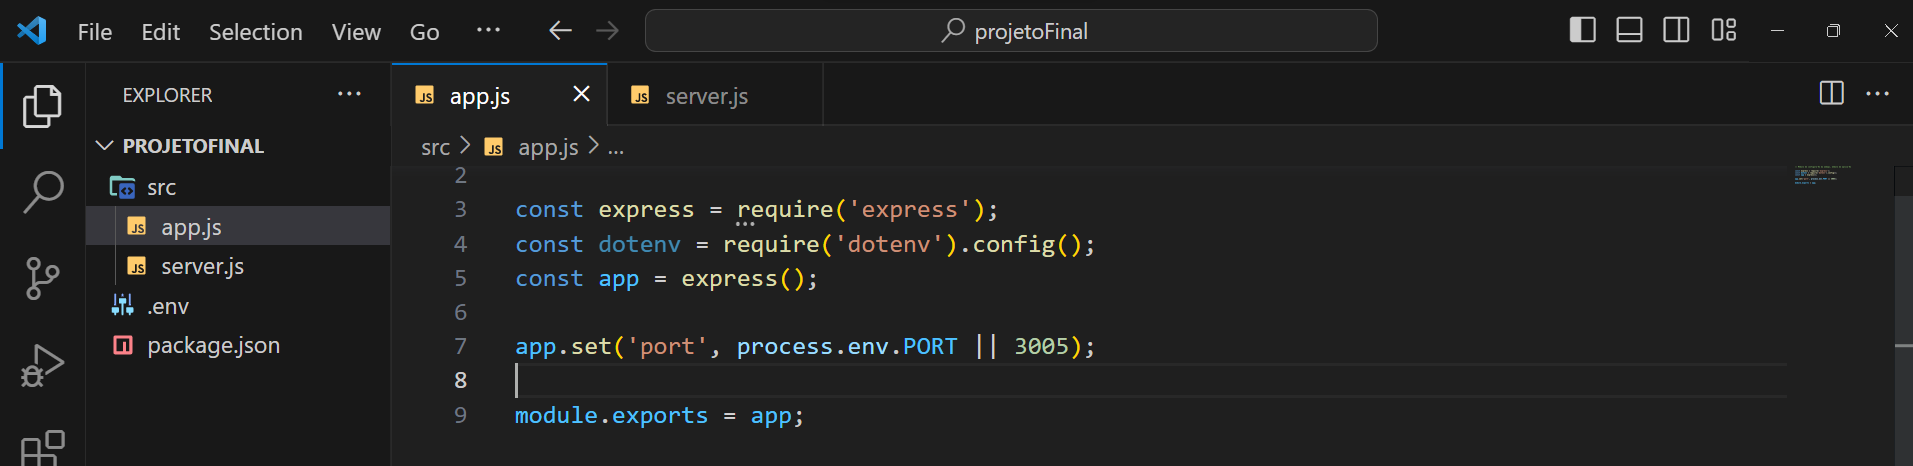 File Edit Selection View Go ··· projetoFinal
EXPLORER ···
PROJETOFINAL
src
app.js
server.js
.env
package.json
app.js server.js
src > app.js > ...
2
3 const express = require('express');
4 const dotenv = require('dotenv').config();
5 const app = express();
6
7 app.set('port', process.env.PORT || 3005);
8
9 module.exports = app;